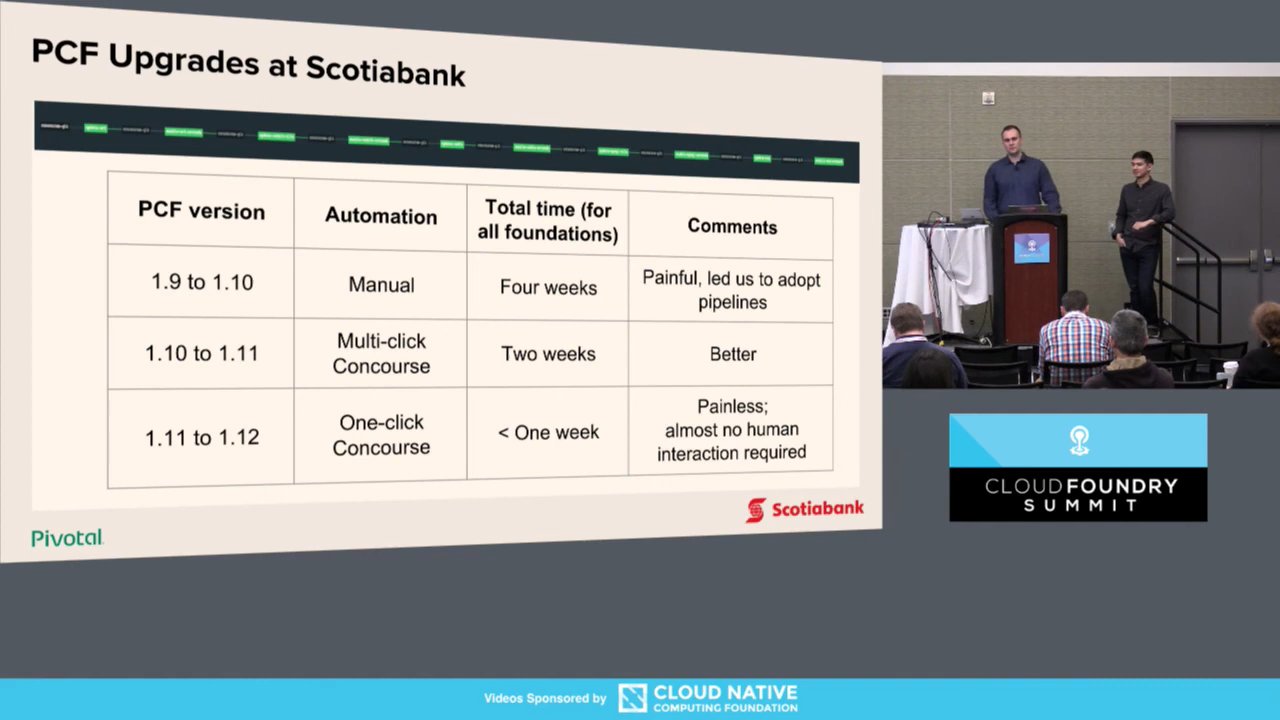 PCF Upgrades at Scotiabank
PCF version
Automation
Total time (for
all foundations)
Comments
1.9 to 1.10
Manual
Four weeks
Painful, led us to adopt
pipelines
1.10 to 1.11
Multi-click
Concourse
Two weeks
Better
1.11 to 1.12
One-click
Concourse
< One week
Painless;
almost no human
interaction required
Scotiabank
Pivotal
CLOUD FOUNDRY
SUMMIT
Videos Sponsored by
CLOUD NATIVE
COMPUTING FOUNDATION